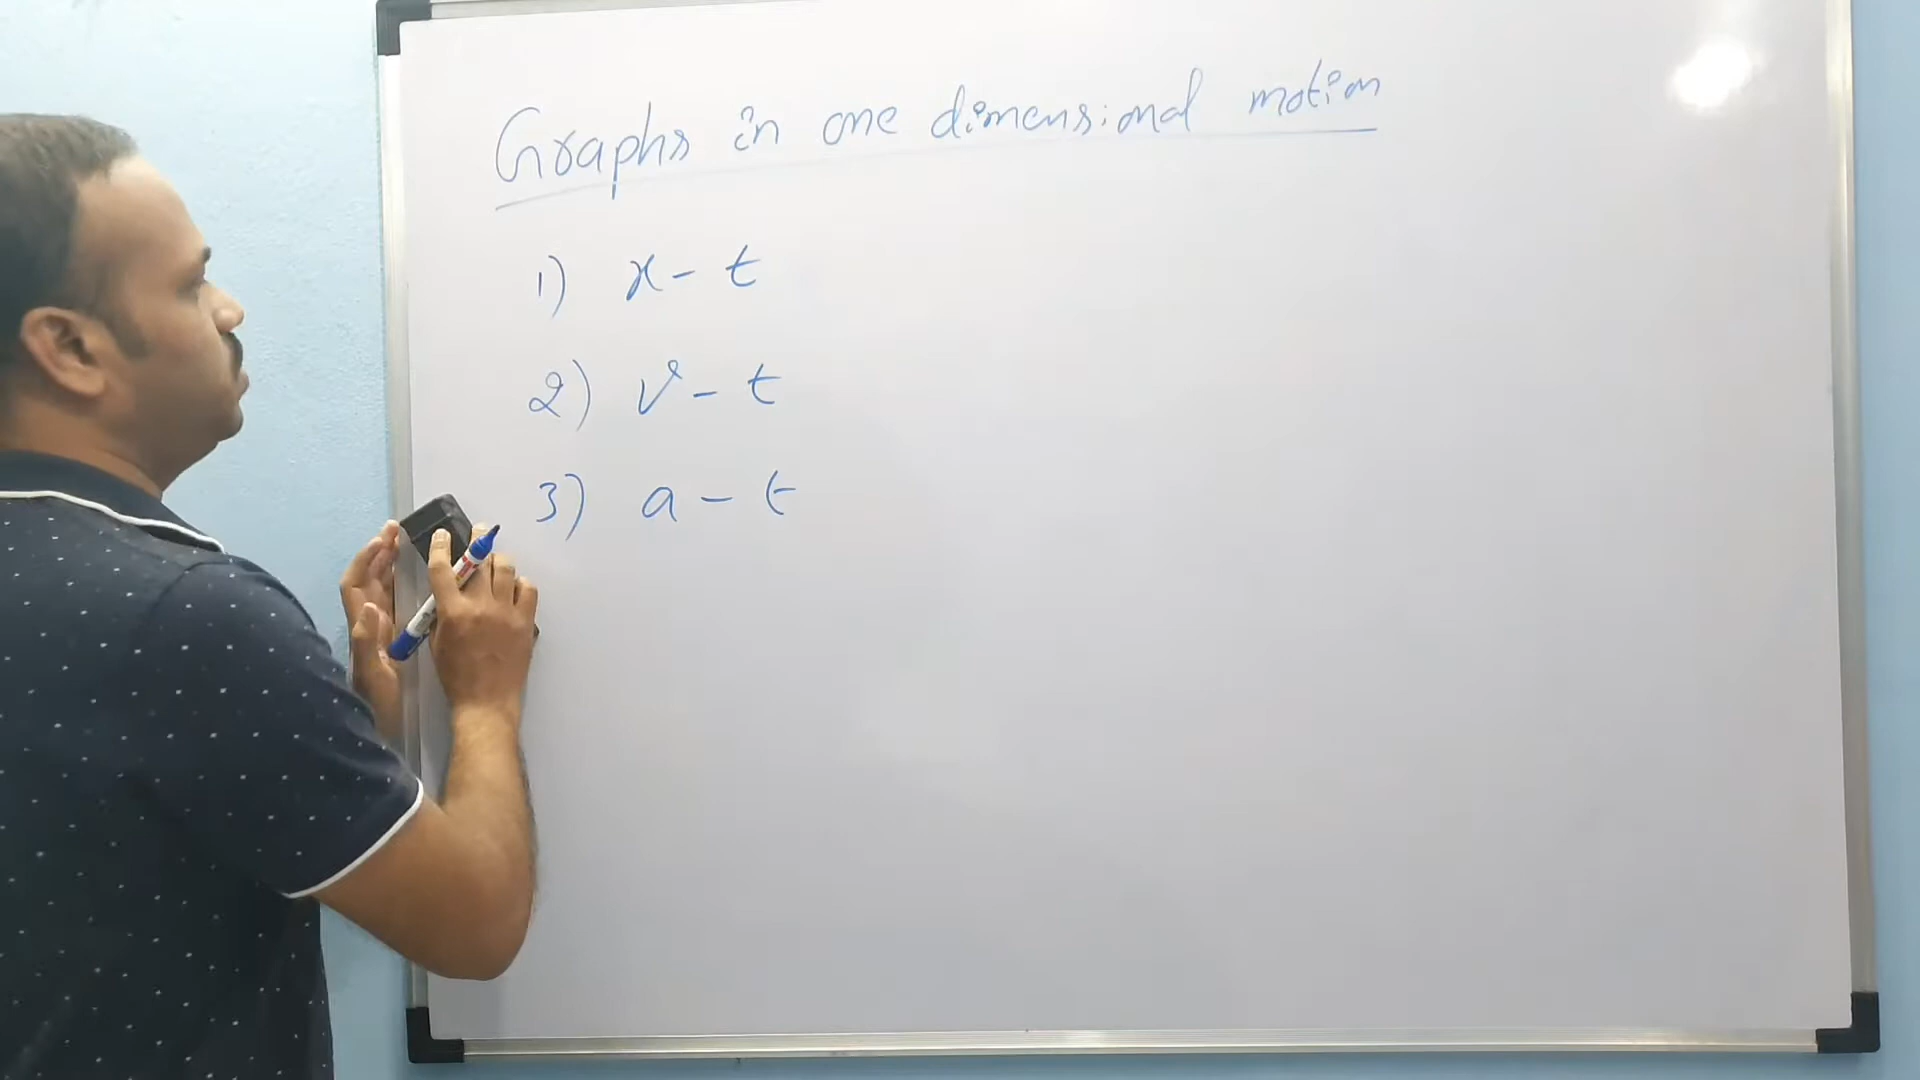 Graphs in one dimensional motion
1) x - t
2) v - t
3) a - t